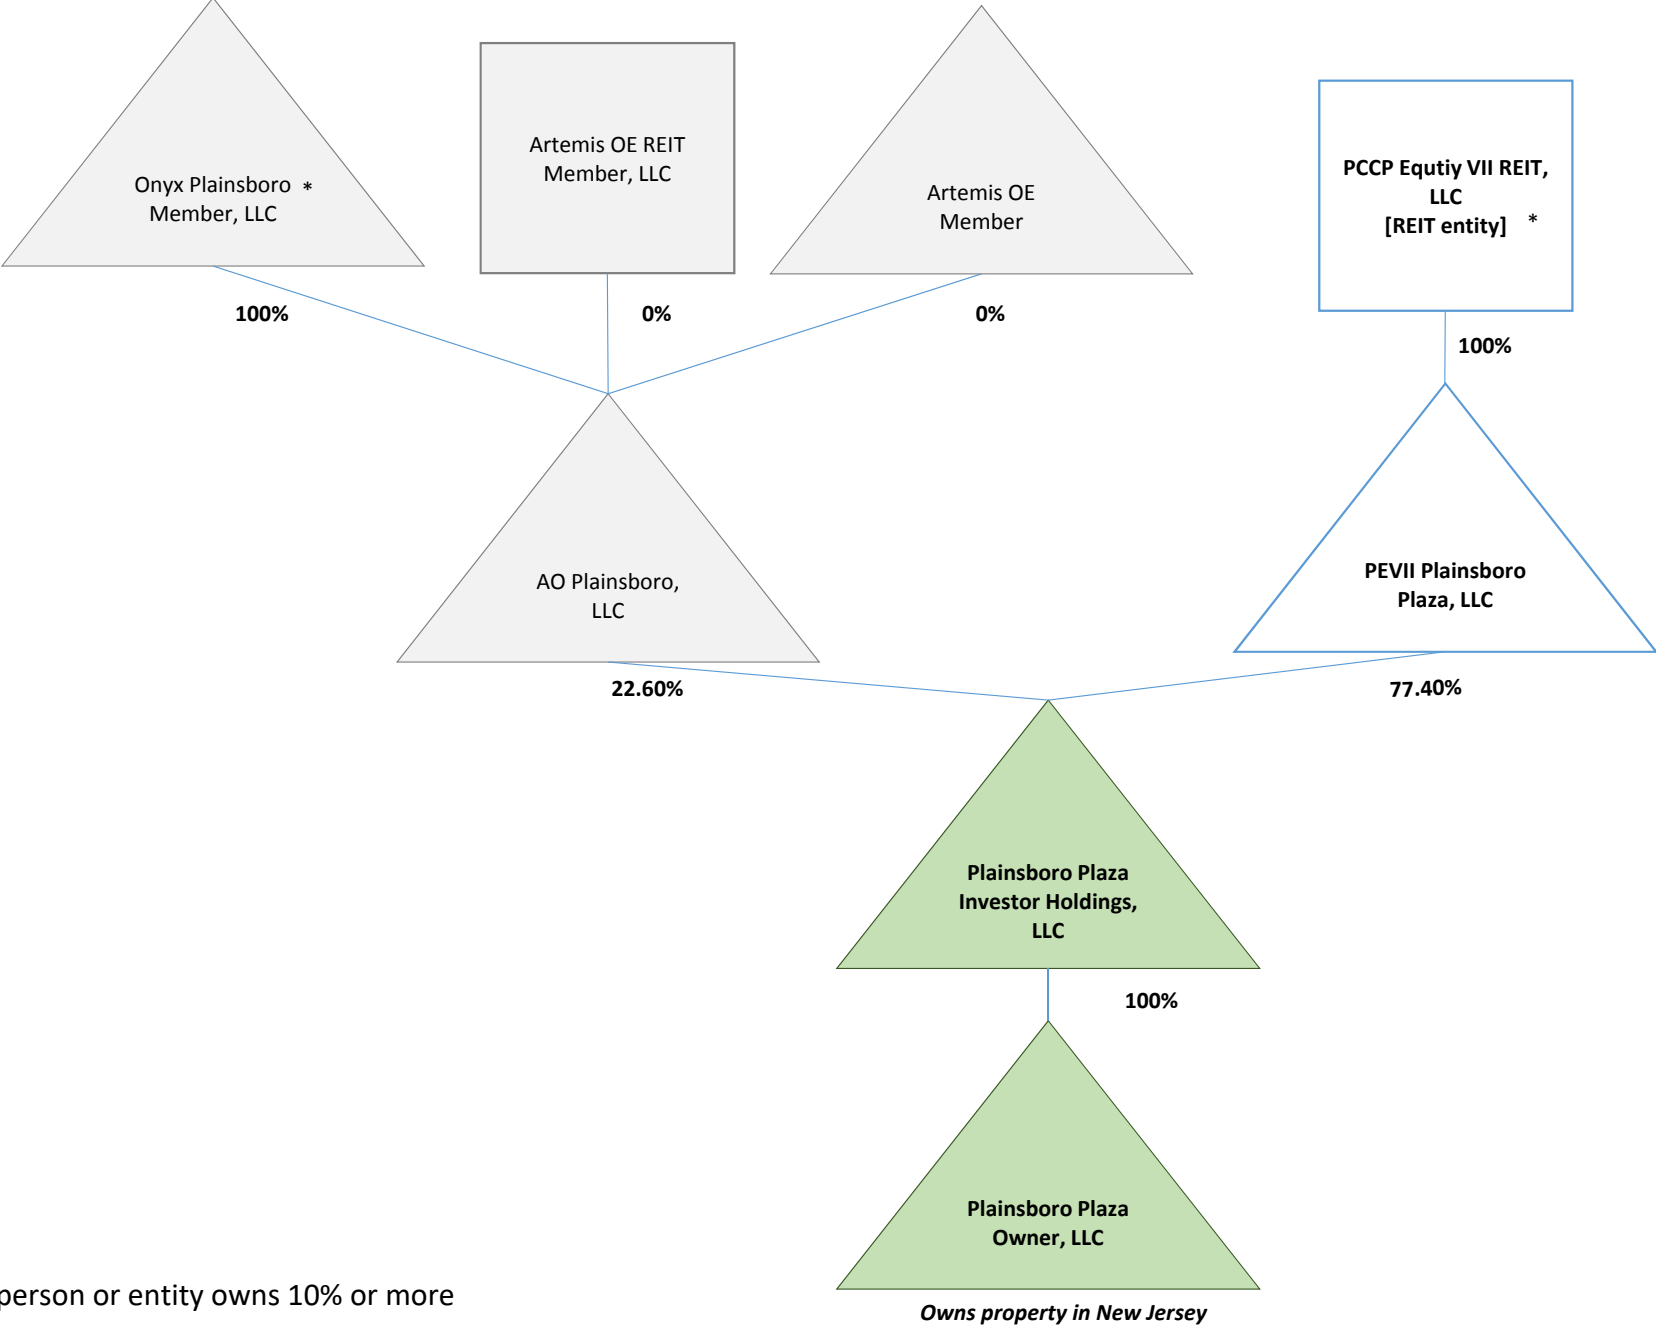 Onyx Plainsboro *
Member, LLC
Artemis OE REIT
Member, LLC
Artemis OE
Member
PCCP Equtiy VII REIT,
LLC
[REIT entity] *
100%
0%
0%
100%
AO Plainsboro,
LLC
PEVII Plainsboro
Plaza, LLC
22.60%
77.40%
Plainsboro Plaza
Investor Holdings,
LLC
100%
Plainsboro Plaza
Owner, LLC
person or entity owns 10% or more
Owns property in New Jersey